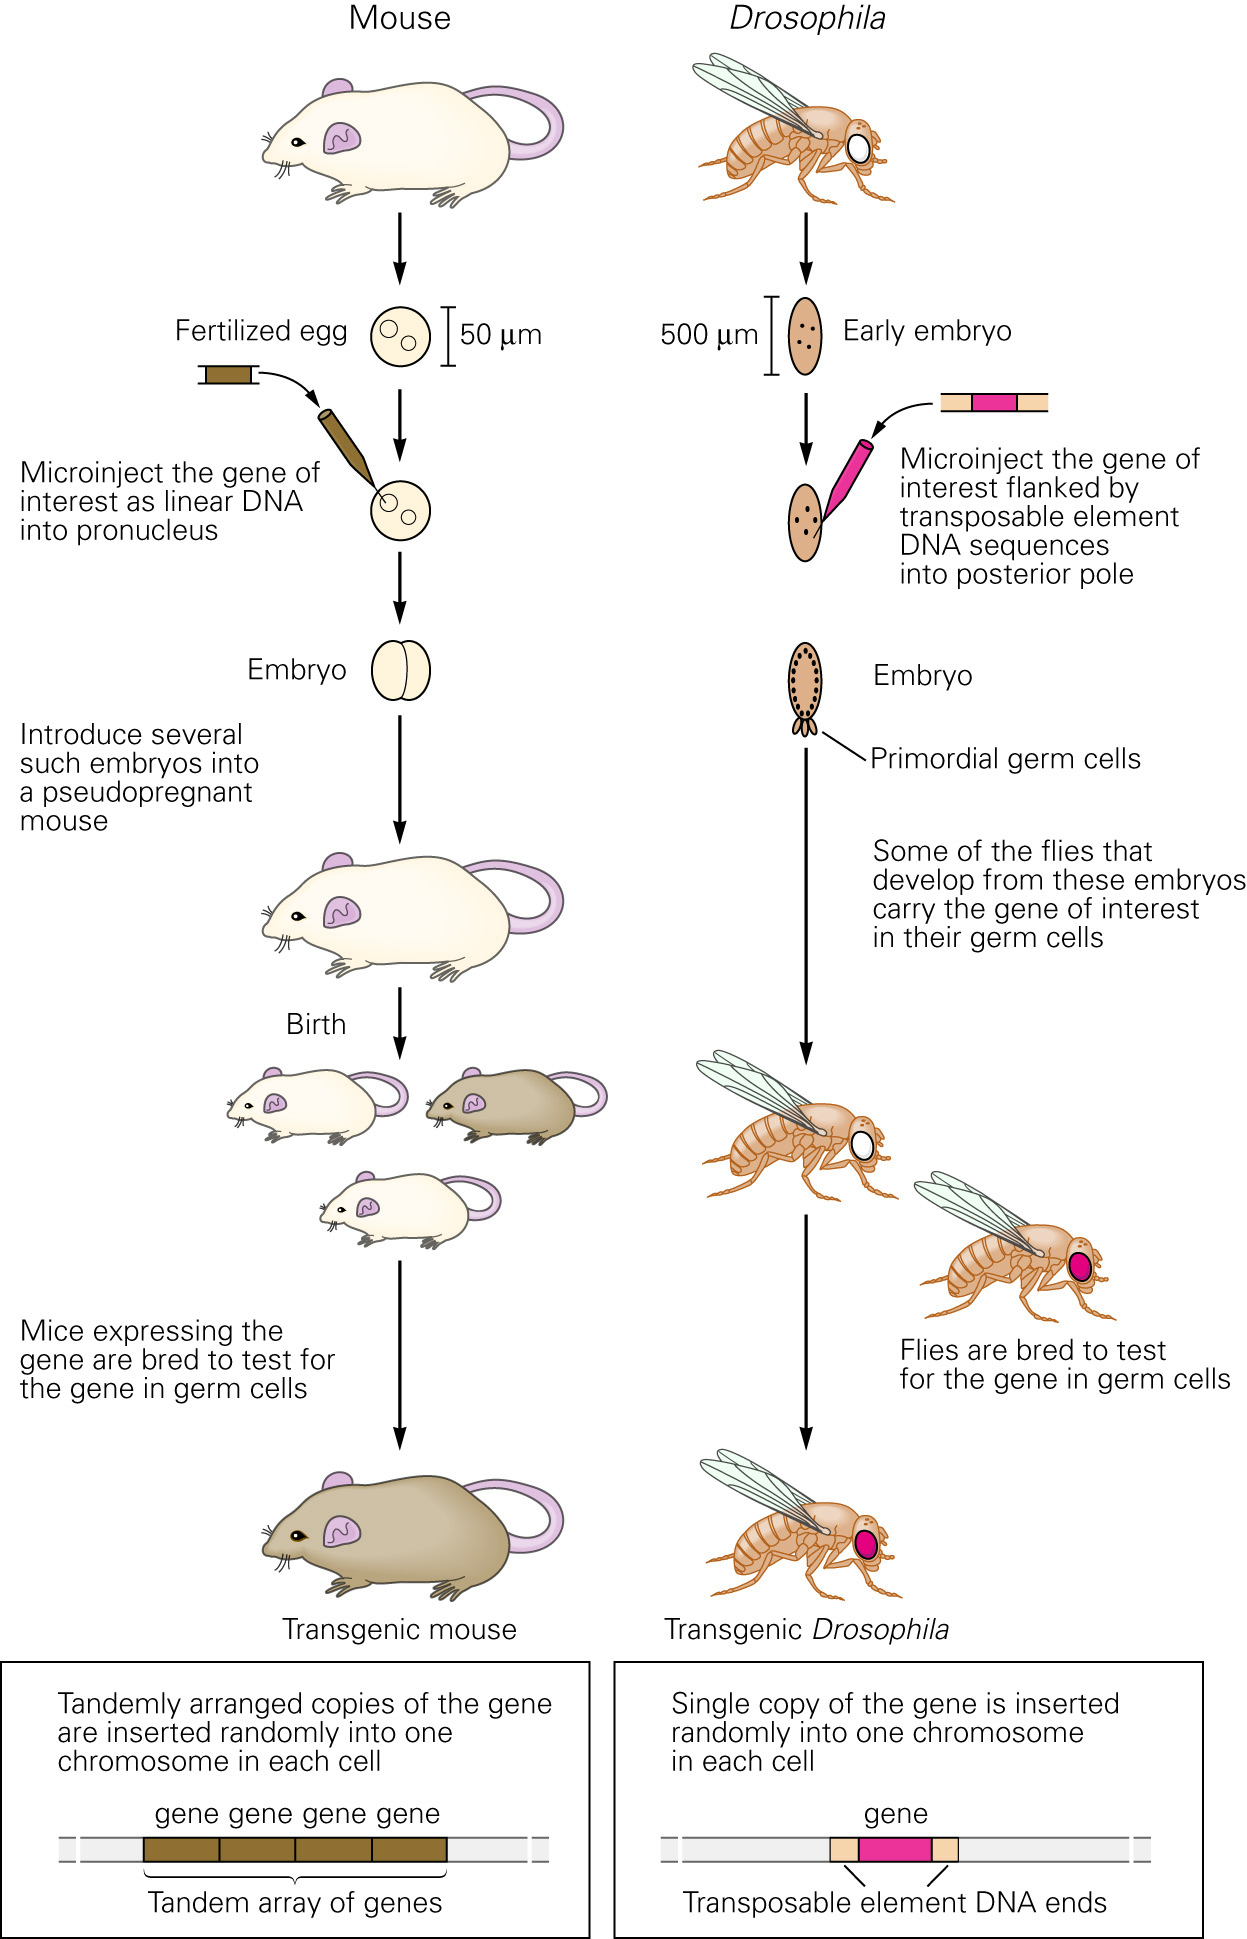 Mouse
Drosophila
Fertilized egg
50 μm
500 μm
Early embryo
Microinject the gene of
interest as linear DNA
into pronucleus
Microinject the gene of
interest flanked by
transposable element
DNA sequences
into posterior pole
Embryo
Embryo
Primordial germ cells
Introduce several
such embryos into
a pseudopregnant
mouse
Some of the flies that
develop from these embryos
carry the gene of interest
in their germ cells
Birth
Mice expressing the
gene are bred to test for
the gene in germ cells
Flies are bred to test
for the gene in germ cells
Transgenic mouse
Transgenic Drosophila
Tandemly arranged copies of the gene
are inserted randomly into one
chromosome in each cell
gene gene gene gene
Tandem array of genes
Single copy of the gene is inserted
randomly into one chromosome
in each cell
gene
Transposable element DNA ends